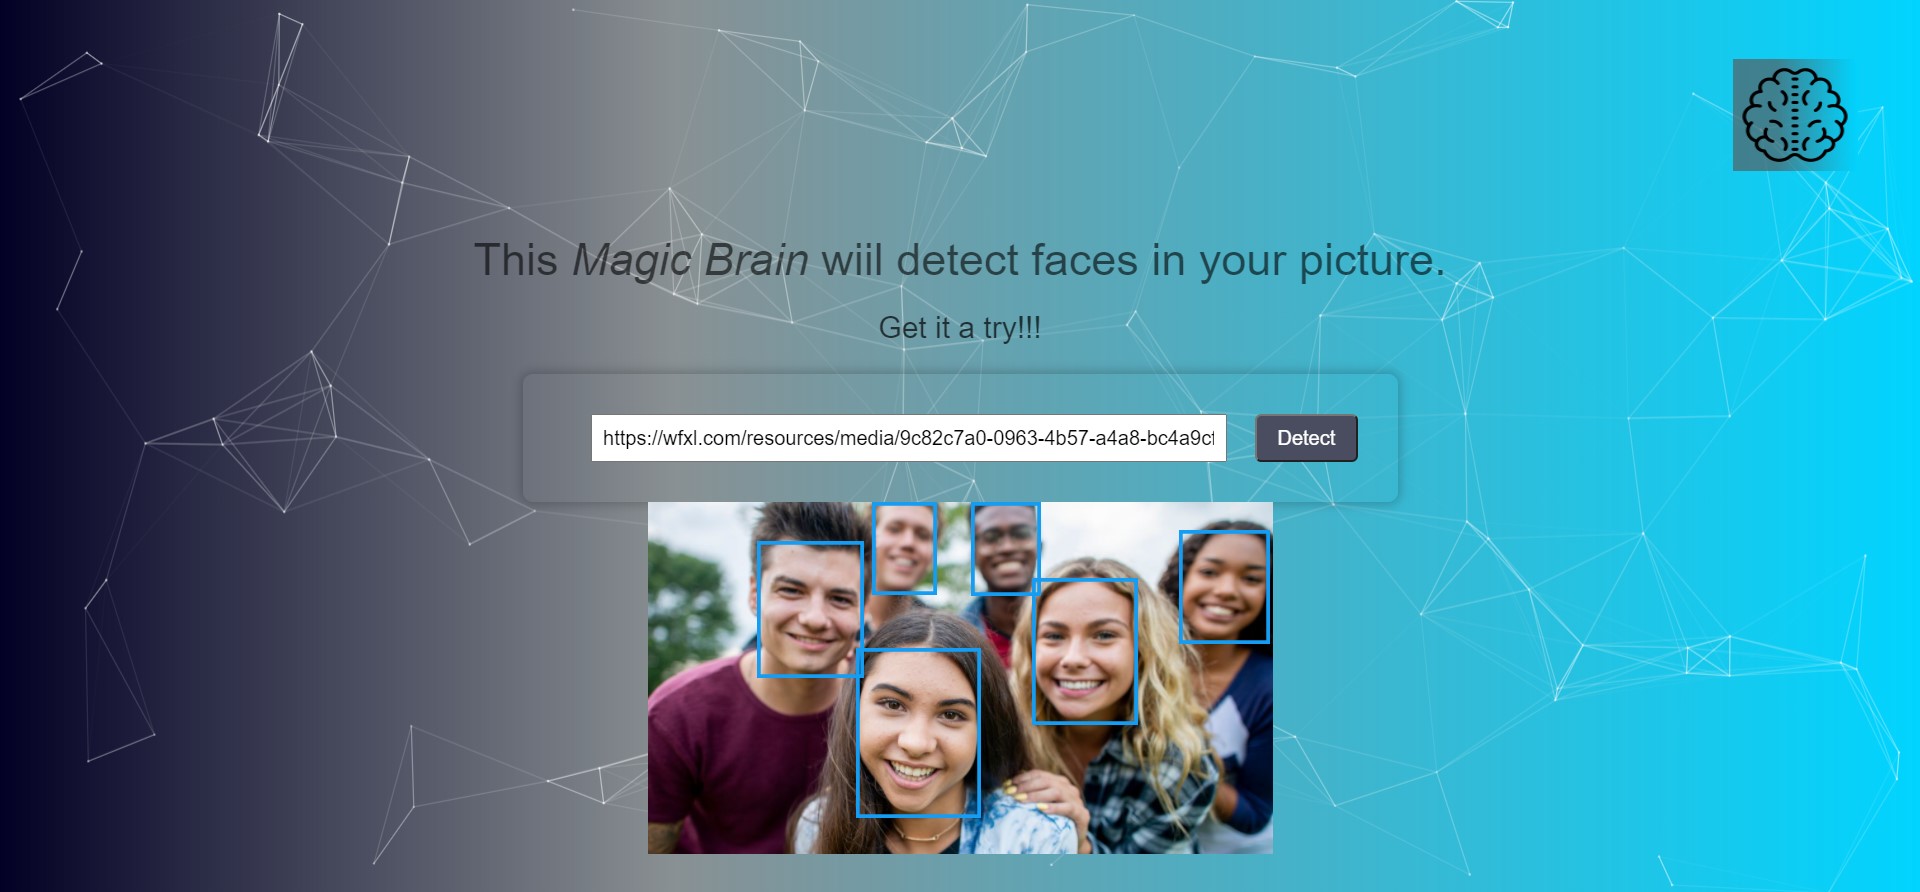 This Magic Brain wiil detect faces in your picture.
Get it a try!!!
https://wfxl.com/resources/media/9c82c7a0-0963-4b57-a4a8-bc4a9c
Detect